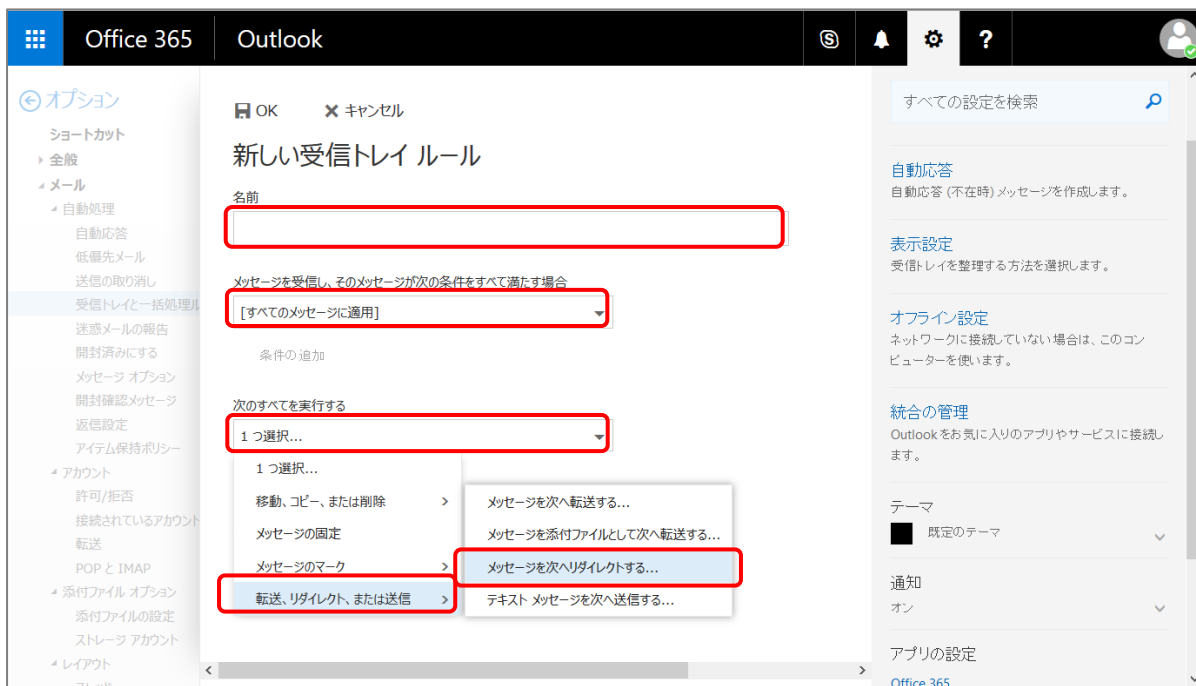 Office 365
Outlook
?
オプション
ショートカット
全般
メール
自動処理
自動応答
低優先メール
送信の取り消し
受信トレイと一括処理ル
迷惑メールの報告
開封済みにする
メッセージ オプション
開封確認メッセージ
返信設定
アイテム保持ポリシー
アカウント
許可/拒否
接続されているアカウント
転送
POP と IMAP
添付ファイル オプション
添付ファイルの設定
ストレージ アカウント
レイアウト
OK
キャンセル
新しい受信トレイ ルール
名前
メッセージを受信し、そのメッセージが次の条件をすべて満たす場合
[すべてのメッセージに適用]
条件の追加
次のすべてを実行する
1 つ選択...
1 つ選択...
移動、コピー、または削除
メッセージの固定
メッセージのマーク
転送、リダイレクト、または送信
メッセージを次へ転送する...
メッセージを添付ファイルとして次へ転送する...
メッセージを次へリダイレクトする...
テキスト メッセージを次へ送信する...
すべての設定を検索
自動応答
自動応答 (不在時) メッセージを作成します。
表示設定
受信トレイを整理する方法を選択します。
オフライン設定
ネットワークに接続していない場合は、このコン
ピューターを使います。
統合の管理
Outlook をお気に入りのアプリやサービスに接続し
ます。
テーマ
既定のテーマ
通知
オン
アプリの設定
Office 365